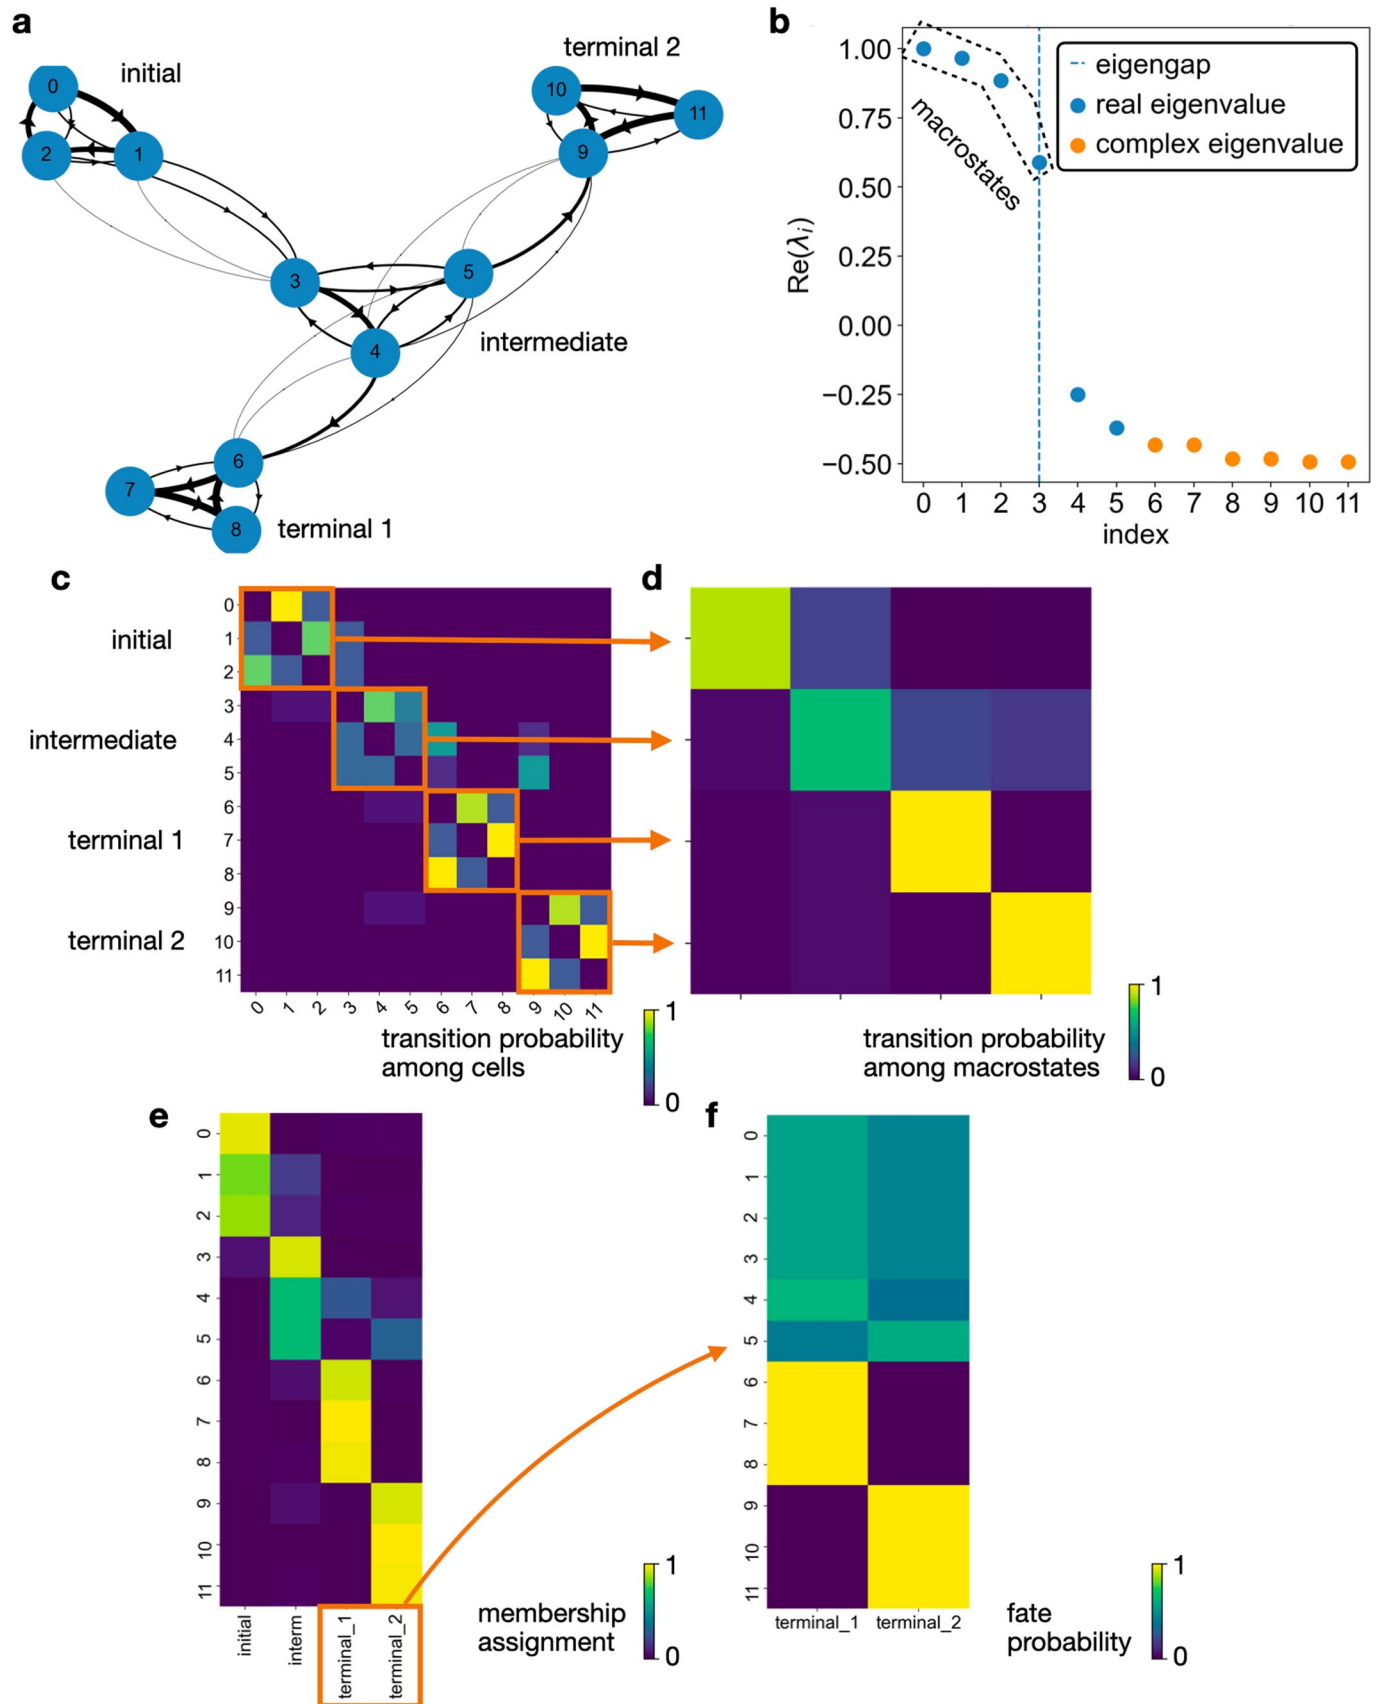 a
initial
terminal 2
0
1
2
10
11
9
3
5
4
intermediate
6
7
8
terminal 1
b
1.00
0.75
0.50
0.25
0.00
−0.25
−0.50
Re(λi)
macrostates
eigengap
real eigenvalue
complex eigenvalue
0 1 2 3 4 5 6 7 8 9 10 11
index
c
initial
intermediate
terminal 1
terminal 2
0
1
2
3
4
5
6
7
8
9
10
11
0 1 2 3 4 5 6 7 8 9 10 11
transition probability
among cells
1
0
d
transition probability
among macrostates
1
0
e
0
1
2
3
4
5
6
7
8
9
10
11
initial
interm
terminal_1
terminal_2
membership
assignment
1
0
f
0
1
2
3
4
5
6
7
8
9
10
11
terminal_1 terminal_2
fate
probability
1
0